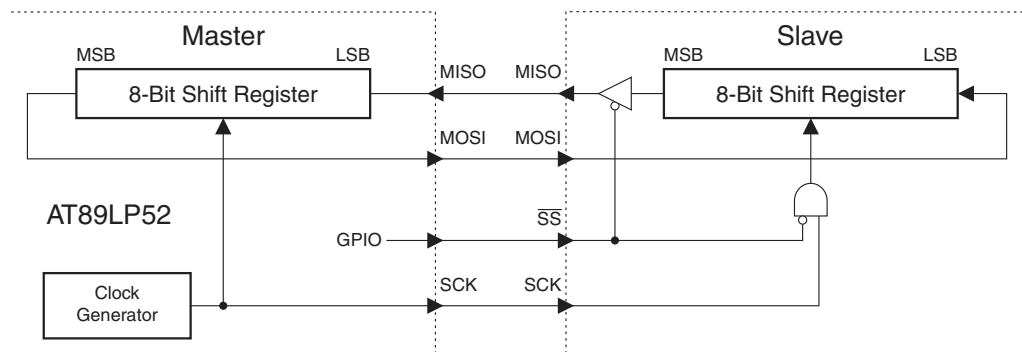 Master
Slave
MSB
LSB
MISO
MISO
MSB
LSB
8-Bit Shift Register
8-Bit Shift Register
MOSI
MOSI
AT89LP52
GPIO
S̅S̅
SCK
SCK
Clock
Generator